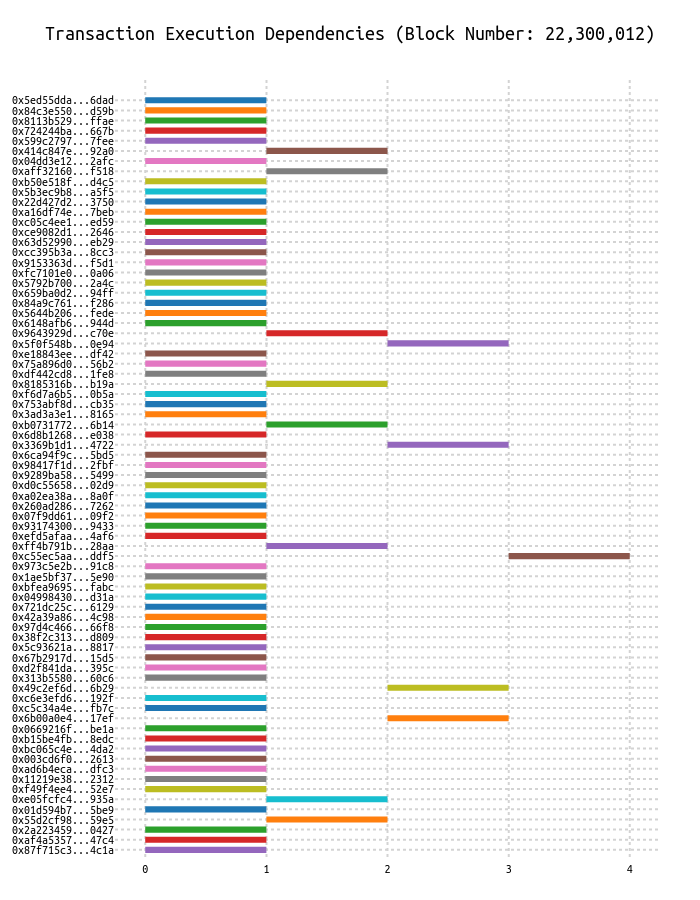 Transaction Execution Dependencies (Block Number: 22,300,012)
0x5ed55dda...6dad
0x84c3e550...d59b
0x8113b529...ffae
0x724244ba...667b
0x599c2797...7fee
0x414c847e...92a0
0x04dd3e12...2afc
0xaff32160...f518
0xb50e518f...d4c5
0x5b3ec9b8...a5f5
0x22d427d2...3750
0xa16df74e...7beb
0xc05c4ee1...ed59
0xce9082d1...2646
0x63d52990...eb29
0xcc395b3a...8cc3
0x9153363d...f5d1
0xfc7101e0...0a06
0x5792b700...2a4c
0x659ba0d2...94ff
0x84a9c761...f286
0x5644b206...fede
0x6148afb6...944d
0x9643929d...c70e
0x5f0f548b...0e94
0xe18843ee...df42
0x75a896d0...56b2
0xdf442cd8...1fe8
0x8185316b...b19a
0xf6d7a6b5...0b5a
0x753abf8d...cb35
0x3ad3a3e1...8165
0xb0731772...6b14
0x6d8b1268...e038
0x3369b1d1...4722
0x6ca94f9c...5bd5
0x98417f1d...2fbf
0x9289ba58...5499
0xd0c55658...02d9
0xa02ea38a...8a0f
0x260ad286...7262
0x07f9dd61...09f2
0x93174300...9433
0xefd5afaa...4af6
0xff4b791b...28aa
0xc55ec5aa...ddf5
0x973c5e2b...91c8
0x1ae5bf37...5e90
0xbfea9695...fabc
0x04998430...d31a
0x721dc25c...6129
0x42a39a86...4c98
0x97d4c466...66f8
0x38f2c313...d809
0x5c93621a...8817
0x67b2917d...15d5
0xd2f841da...395c
0x313b5580...60c6
0x49c2ef6d...6b29
0xc6e3efd6...192f
0xc5c34a4e...fb7c
0x6b00a0e4...17ef
0x0669216f...be1a
0xb15be4fb...8edc
0xbc065c4e...4da2
0x003cd6f0...2613
0xad6b4eca...dfc3
0x11219e38...2312
0xf49f4ee4...52e7
0xe05fcfc4...935a
0x01d594b7...5be9
0x55d2cf98...59e5
0x2a223459...0427
0xaf4a5357...47c4
0x87f715c3...4c1a
0 1 2 3 4